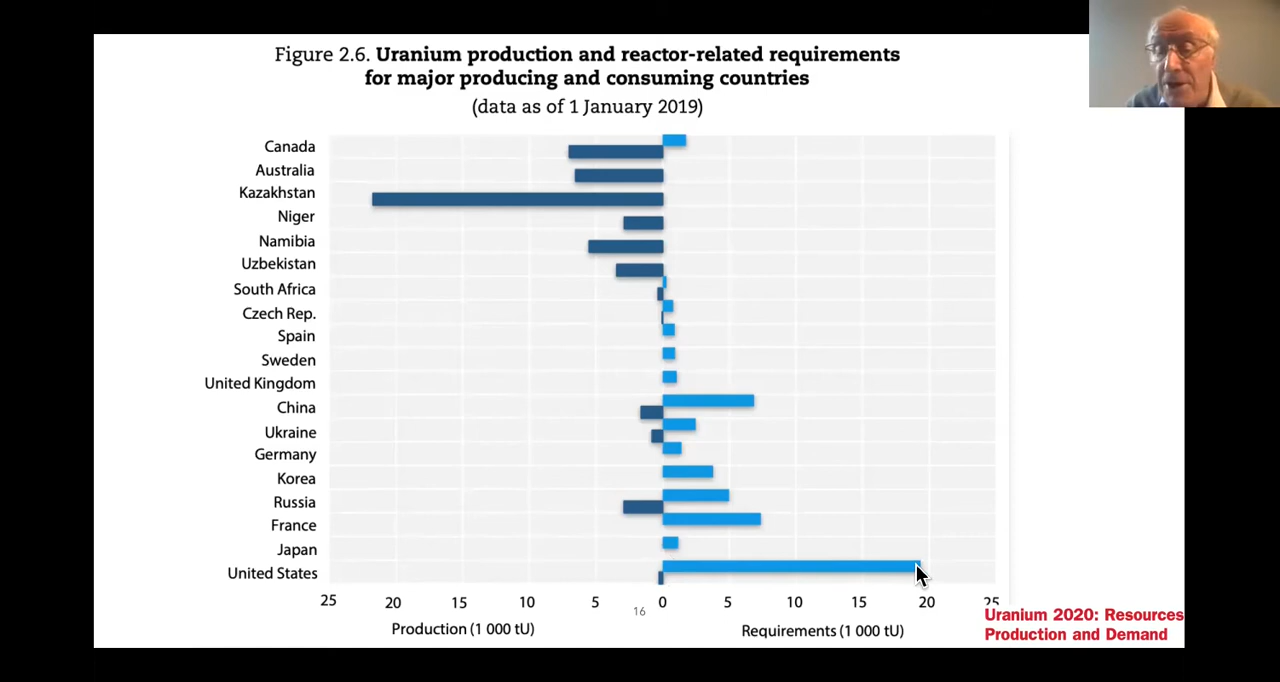 Figure 2.6. Uranium production and reactor-related requirements
for major producing and consuming countries
(data as of 1 January 2019)
Canada
Australia
Kazakhstan
Niger
Namibia
Uzbekistan
South Africa
Czech Rep.
Spain
Sweden
United Kingdom
China
Ukraine
Germany
Korea
Russia
France
Japan
United States
25 20 15 10 5 0 5 10 15 20 25
16
Production (1 000 tU) Requirements (1 000 tU)
Uranium 2020: Resources
Production and Demand